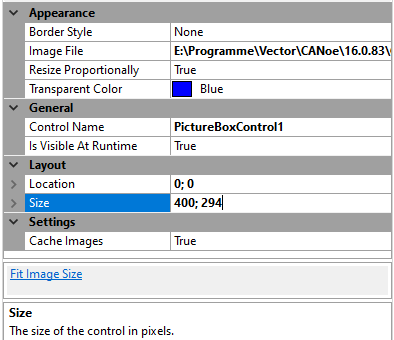 Appearance
Border Style None
Image File E:\Programme\Vector\CANoe\16.0.83\
Resize Proportionally True
Transparent Color Blue
General
Control Name PictureBoxControl1
Is Visible At Runtime True
Layout
Location 0; 0
Size 400; 294
Settings
Cache Images True
Fit Image Size
Size
The size of the control in pixels.